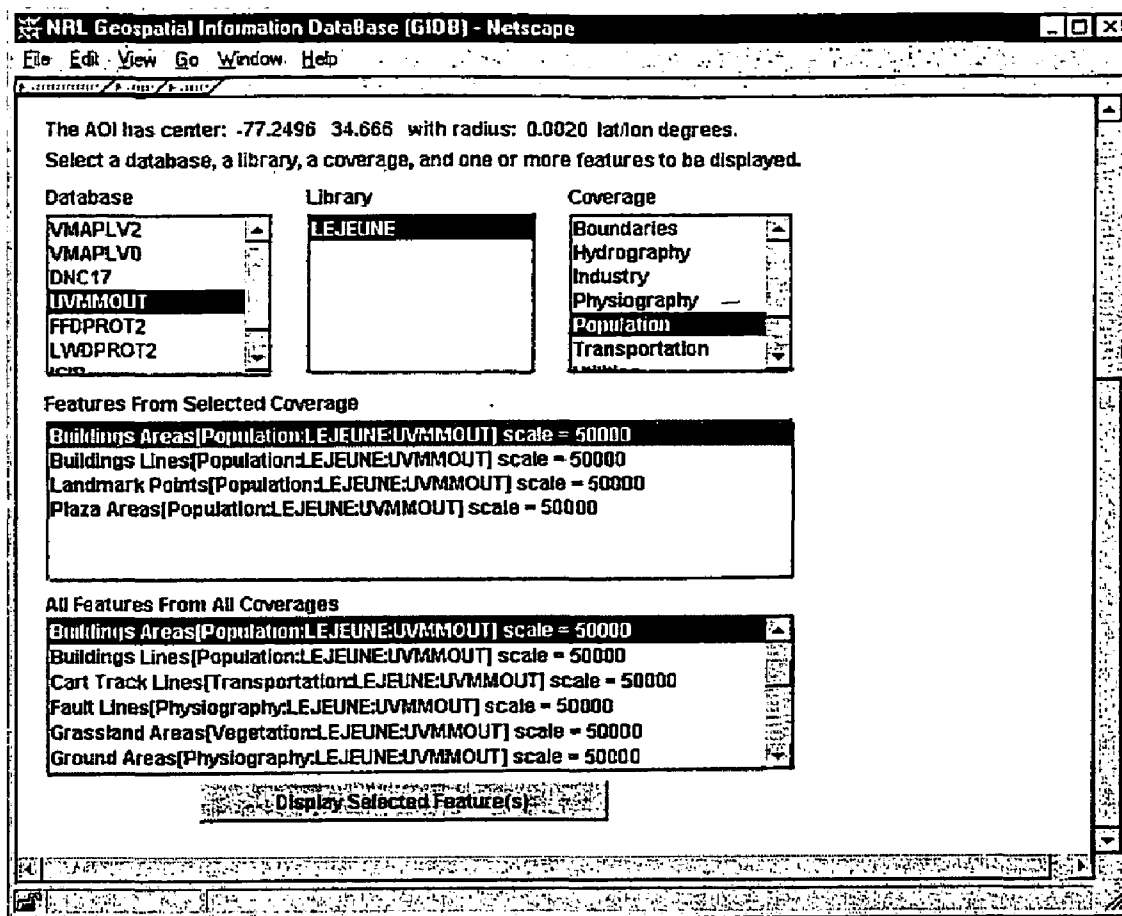 NRL Geospatial Information DataBase (GIDB) - Netscape
File Edit View Go Window Help
The AOI has center: -77.2496 34.666 with radius: 0.0020 lat/lon degrees.
Select a database, a library, a coverage, and one or more features to be displayed.
Database Library Coverage
VMAPLV2
VMAPLV0
DNC17
UVMMOUT
FFDPROT2
LWDPROT2
LEJEUNE
Boundaries
Hydrography
Industry
Physiography
Population
Transportation
Utilities
Features From Selected Coverage
Buildings Areas[Population:LEJEUNE:UVMMOUT] scale = 50000
Buildings Lines[Population:LEJEUNE:UVMMOUT] scale = 50000
Landmark Points[Population:LEJEUNE:UVMMOUT] scale = 50000
Plaza Areas[Population:LEJEUNE:UVMMOUT] scale = 50000
All Features From All Coverages
Buildings Areas[Population:LEJEUNE:UVMMOUT] scale = 50000
Buildings Lines[Population:LEJEUNE:UVMMOUT] scale = 50000
Cart Track Lines[Transportation:LEJEUNE:UVMMOUT] scale = 50000
Fault Lines[Physiography:LEJEUNE:UVMMOUT] scale = 50000
Grassland Areas[Vegetation:LEJEUNE:UVMMOUT] scale = 50000
Ground Areas[Physiography:LEJEUNE:UVMMOUT] scale = 50000
Display Selected Feature(s)